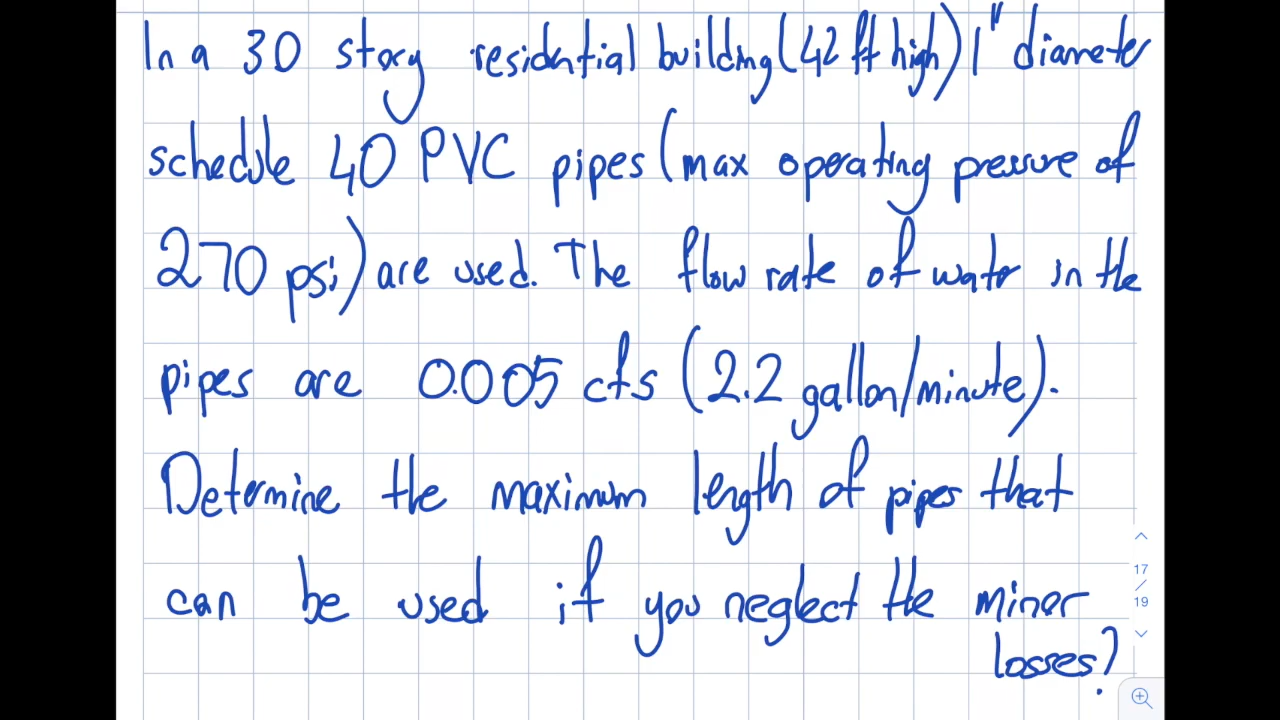 In a 30 story residential building (42 ft high) 1" diameter
schedule 40 PVC pipes (max operating pressure of
270 psi) are used. The flow rate of water in the
pipes are 0.005 cfs (2.2 gallon/minute).
Determine the maximum length of pipes that
can be used if you neglect the minor
losses?
17
/
19